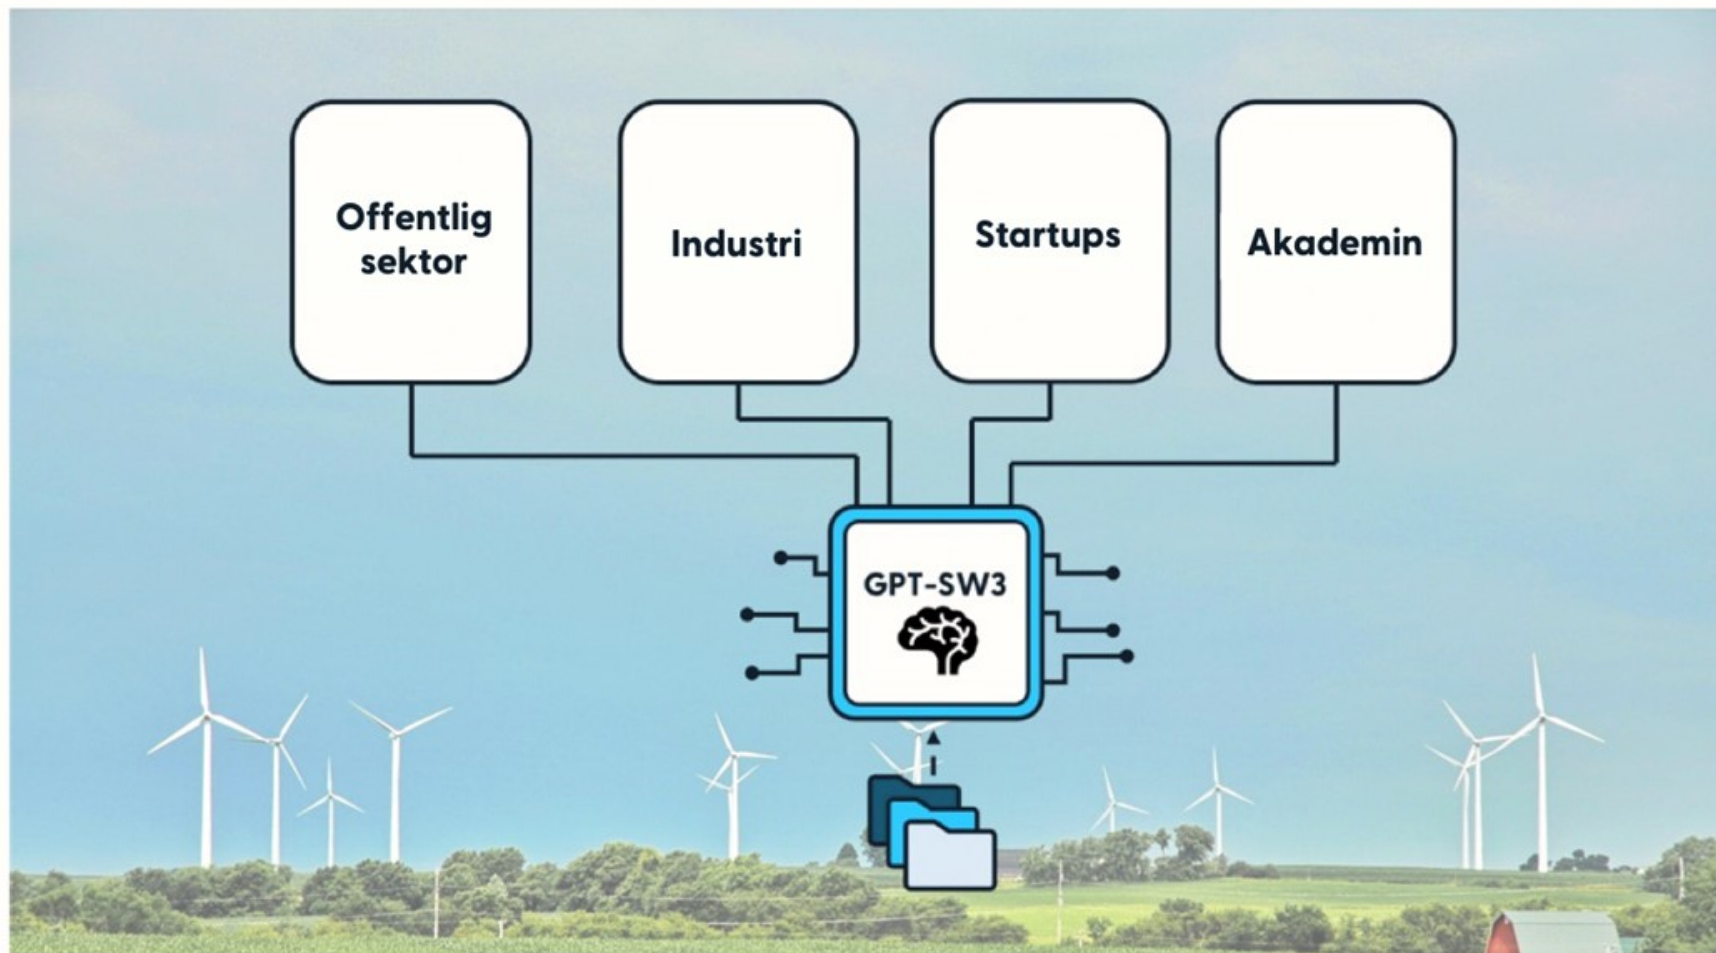 Offentlig
sektor
Industri
Startups
Akademin
GPT-SW3